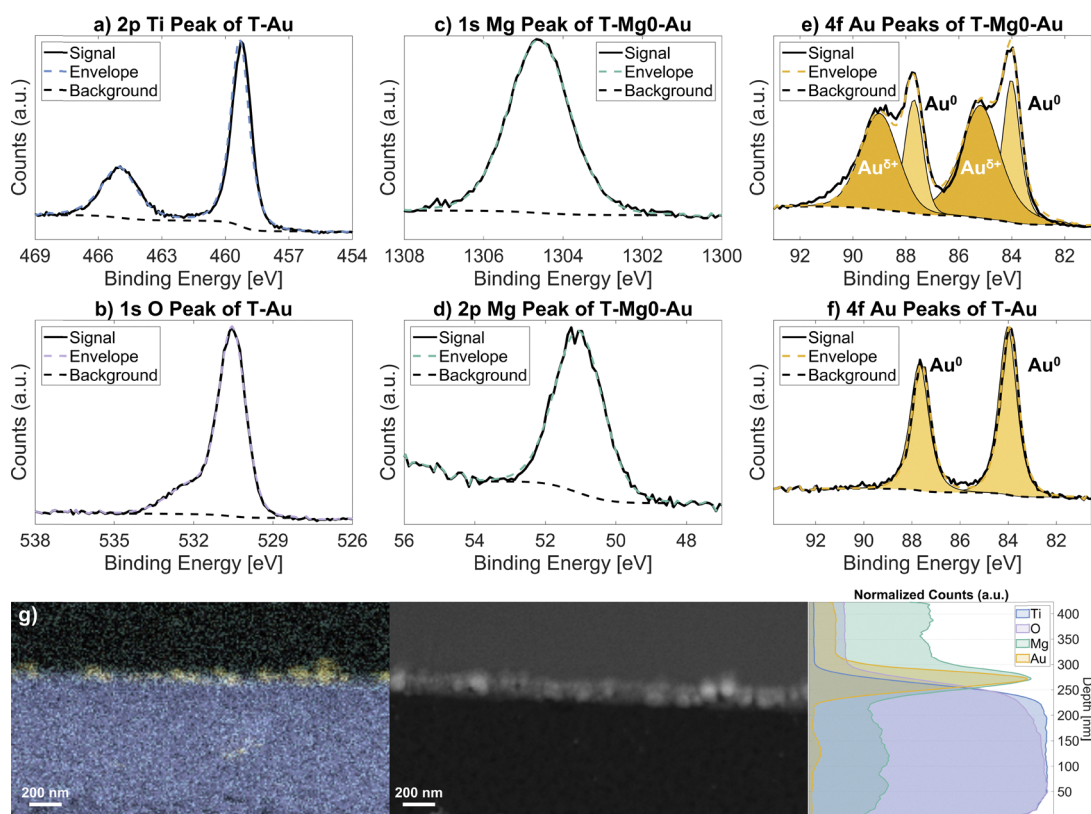 a) 2p Ti Peak of T-Au
Signal
Envelope
Background
Counts (a.u.)
469 466 463 460 457 454
Binding Energy [eV]
c) 1s Mg Peak of T-Mg0-Au
Signal
Envelope
Background
Counts (a.u.)
1308 1306 1304 1302 1300
Binding Energy [eV]
e) 4f Au Peaks of T-Mg0-Au
Signal
Envelope
Background
Au⁰
Au⁰
Auᵟ⁺
Auᵟ⁺
Counts (a.u.)
92 90 88 86 84 82
Binding Energy [eV]
b) 1s O Peak of T-Au
Signal
Envelope
Background
Counts (a.u.)
538 535 532 529 526
Binding Energy [eV]
d) 2p Mg Peak of T-Mg0-Au
Signal
Envelope
Background
Counts (a.u.)
56 53 50 47
Binding Energy [eV]
f) 4f Au Peaks of T-Au
Signal
Envelope
Background
Au⁰
Au⁰
Counts (a.u.)
92 90 88 86 84 82
Binding Energy [eV]
g)
200 nm
200 nm
Normalized Counts (a.u.)
Ti
O
Mg
Au
400
350
300
250
200
150
100
50
Depth [nm]